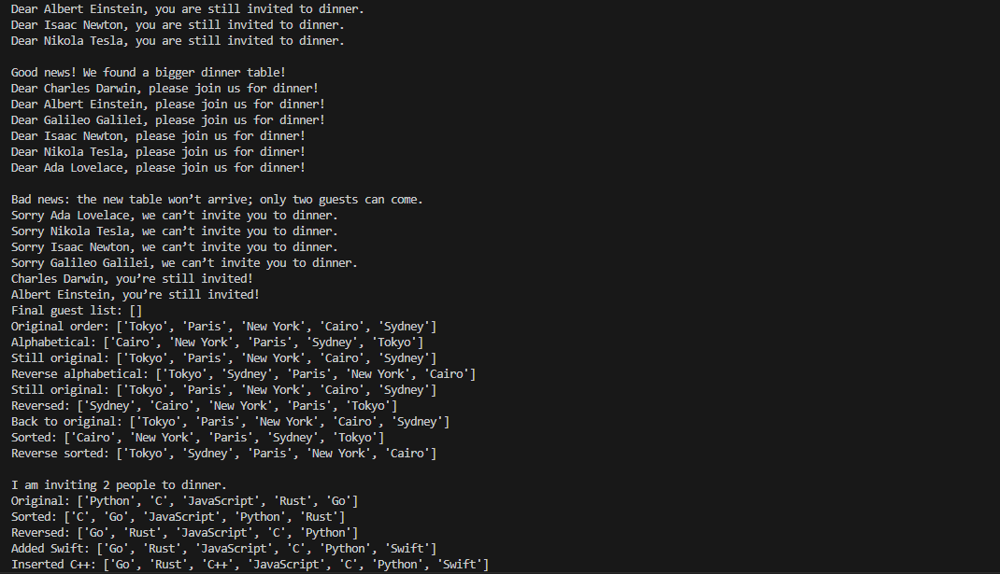 Dear Albert Einstein, you are still invited to dinner.
Dear Isaac Newton, you are still invited to dinner.
Dear Nikola Tesla, you are still invited to dinner.

Good news! We found a bigger dinner table!
Dear Charles Darwin, please join us for dinner!
Dear Albert Einstein, please join us for dinner!
Dear Galileo Galilei, please join us for dinner!
Dear Isaac Newton, please join us for dinner!
Dear Nikola Tesla, please join us for dinner!
Dear Ada Lovelace, please join us for dinner!

Bad news: the new table won’t arrive; only two guests can come.
Sorry Ada Lovelace, we can’t invite you to dinner.
Sorry Nikola Tesla, we can’t invite you to dinner.
Sorry Isaac Newton, we can’t invite you to dinner.
Sorry Galileo Galilei, we can’t invite you to dinner.
Charles Darwin, you’re still invited!
Albert Einstein, you’re still invited!
Final guest list: []
Original order: ['Tokyo', 'Paris', 'New York', 'Cairo', 'Sydney']
Alphabetical: ['Cairo', 'New York', 'Paris', 'Sydney', 'Tokyo']
Still original: ['Tokyo', 'Paris', 'New York', 'Cairo', 'Sydney']
Reverse alphabetical: ['Tokyo', 'Sydney', 'Paris', 'New York', 'Cairo']
Still original: ['Tokyo', 'Paris', 'New York', 'Cairo', 'Sydney']
Reversed: ['Sydney', 'Cairo', 'New York', 'Paris', 'Tokyo']
Back to original: ['Tokyo', 'Paris', 'New York', 'Cairo', 'Sydney']
Sorted: ['Cairo', 'New York', 'Paris', 'Sydney', 'Tokyo']
Reverse sorted: ['Tokyo', 'Sydney', 'Paris', 'New York', 'Cairo']

I am inviting 2 people to dinner.
Original: ['Python', 'C', 'JavaScript', 'Rust', 'Go']
Sorted: ['C', 'Go', 'JavaScript', 'Python', 'Rust']
Reversed: ['Go', 'Rust', 'JavaScript', 'C', 'Python']
Added Swift: ['Go', 'Rust', 'JavaScript', 'C', 'Python', 'Swift']
Inserted C++: ['Go', 'Rust', 'C++', 'JavaScript', 'C', 'Python', 'Swift']